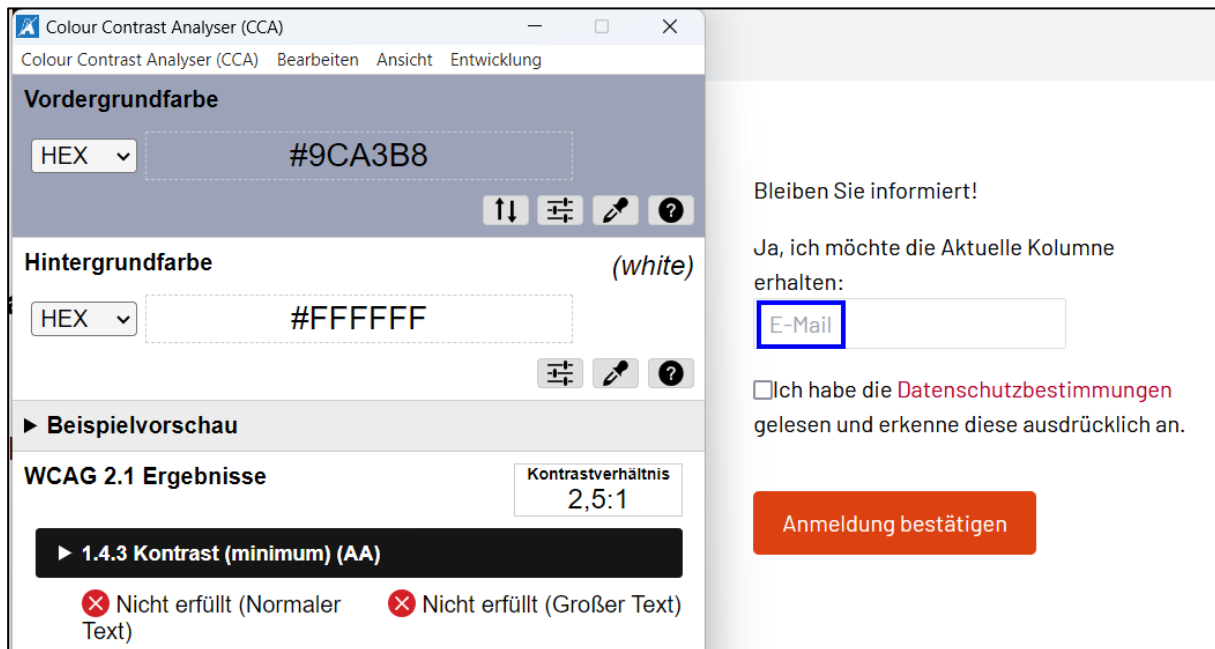 Colour Contrast Analyser (CCA)
Colour Contrast Analyser (CCA) Bearbeiten Ansicht Entwicklung
Vordergrundfarbe
HEX #9CA3B8
Hintergrundfarbe (white)
HEX #FFFFFF
Beispielvorschau
WCAG 2.1 Ergebnisse
Kontrastverhältnis
2,5:1
1.4.3 Kontrast (minimum) (AA)
Nicht erfüllt (Normaler
Text)
Nicht erfüllt (Großer Text)
Bleiben Sie informiert!
Ja, ich möchte die Aktuelle Kolumne
erhalten:
E-Mail
Ich habe die Datenschutzbestimmungen
gelesen und erkenne diese ausdrücklich an.
Anmeldung bestätigen